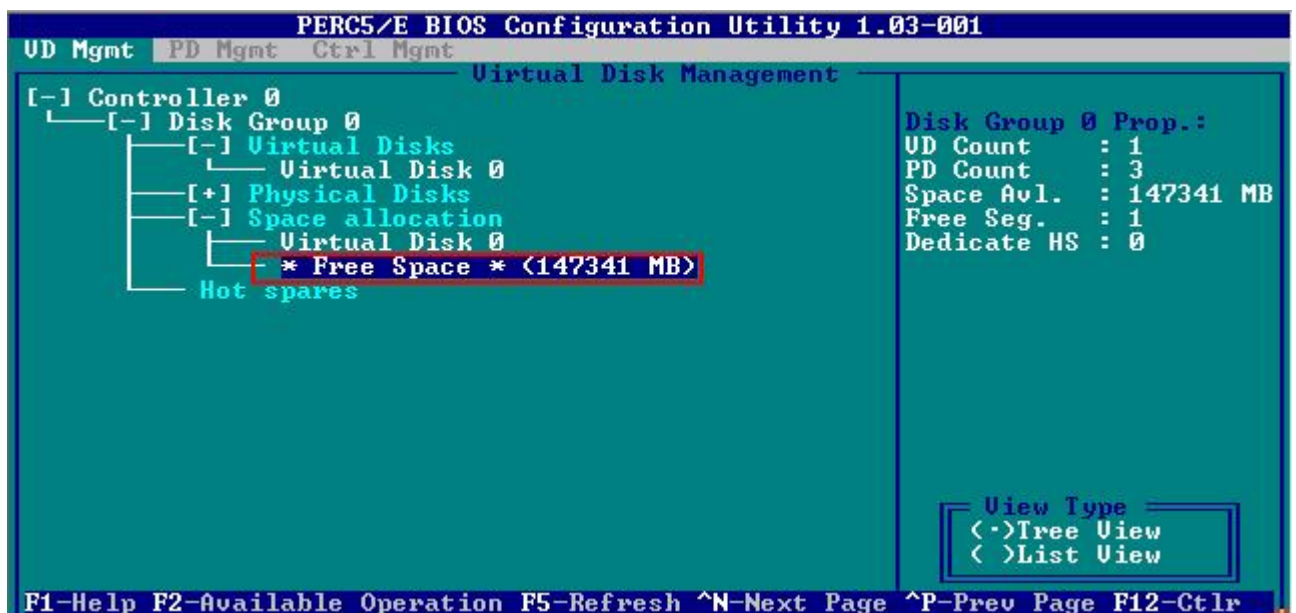 PERC5/E BIOS Configuration Utility 1.03-001
VD Mgmt PD Mgmt Ctrl Mgmt
Virtual Disk Management
[-] Controller 0
[-] Disk Group 0
[-] Virtual Disks
Virtual Disk 0
[+] Physical Disks
[-] Space allocation
Virtual Disk 0
* Free Space * (147341 MB)
Hot spares
Disk Group 0 Prop.:
VD Count : 1
PD Count : 3
Space Avl. : 147341 MB
Free Seg. : 1
Dedicate HS : 0
View Type
(·)Tree View
( )List View
F1-Help F2-Available Operation F5-Refresh ^N-Next Page ^P-Prev Page F12-Ctlr